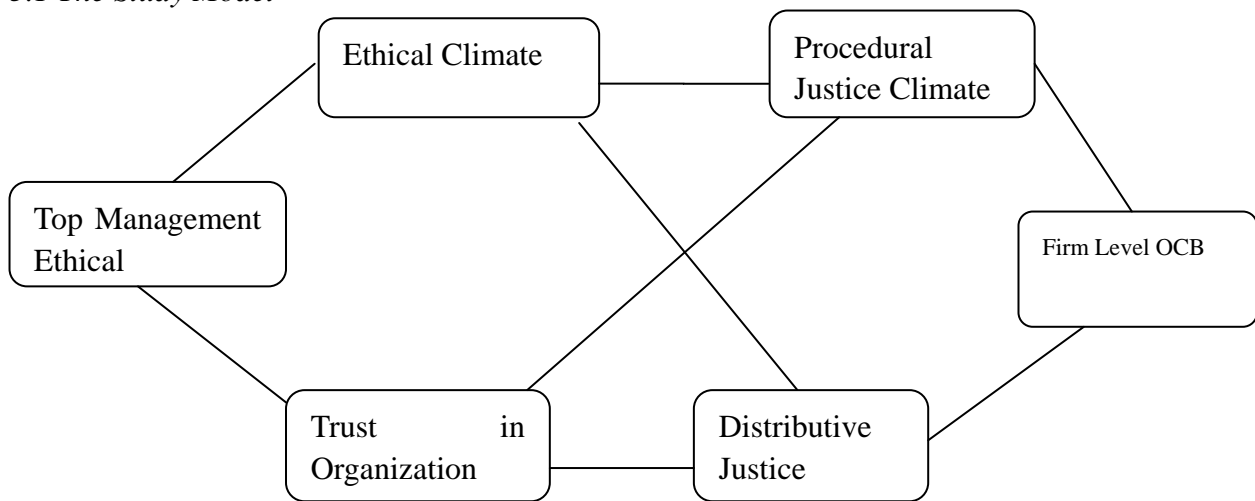 3.1 The Study Model
Ethical Climate
Procedural
Justice Climate
Top Management
Ethical
Firm Level OCB
Trust in
Organization
Distributive
Justice